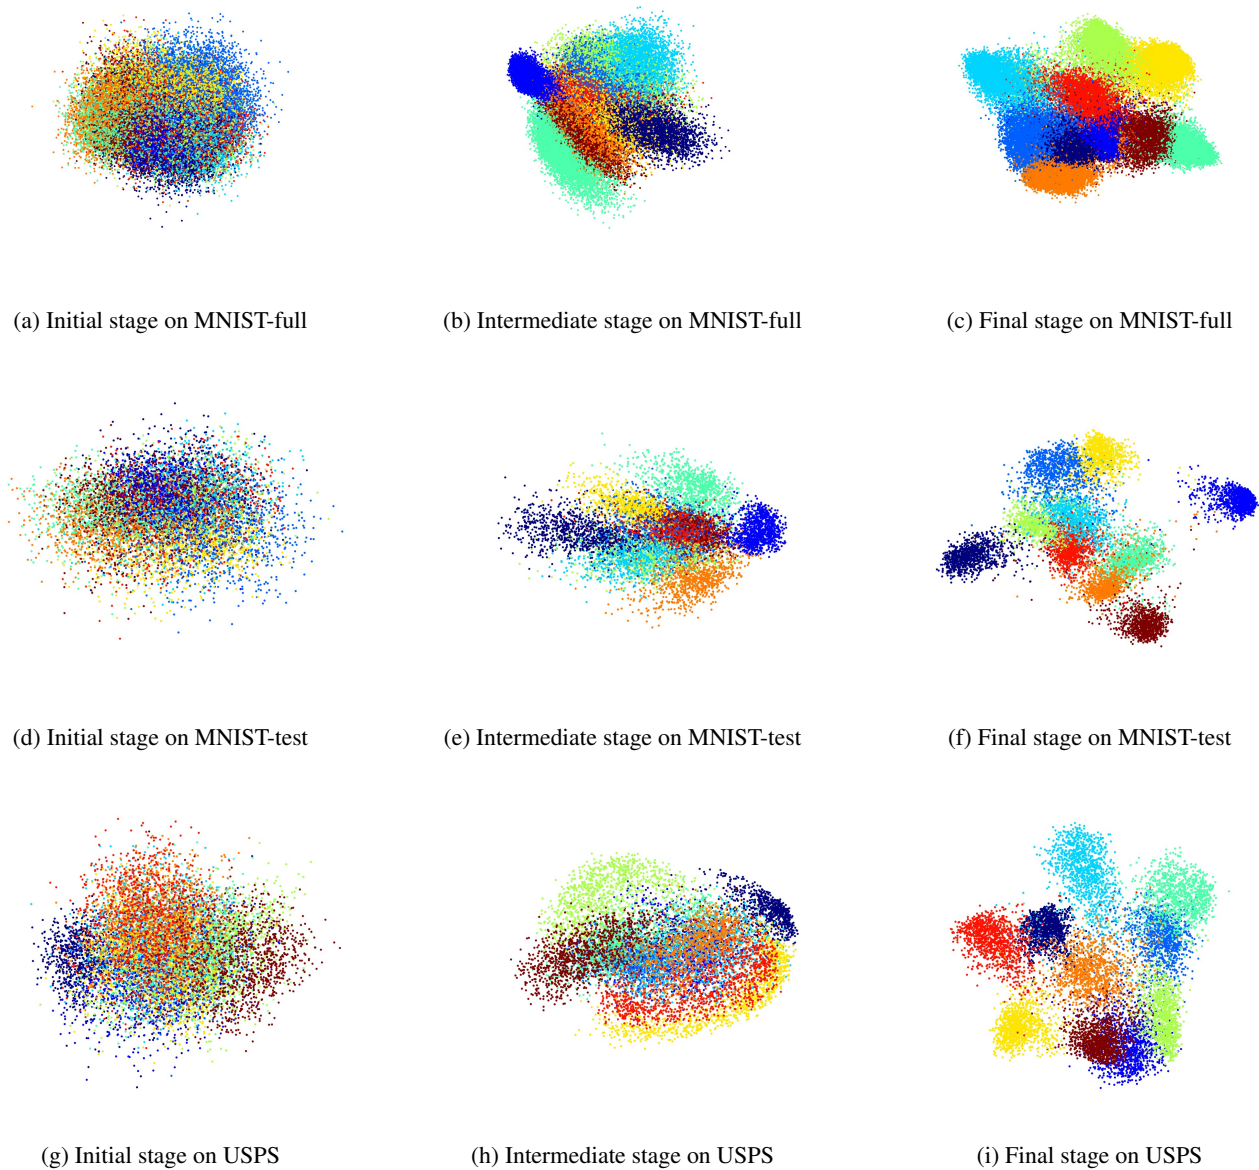 (a) Initial stage on MNIST-full
(b) Intermediate stage on MNIST-full
(c) Final stage on MNIST-full
(d) Initial stage on MNIST-test
(e) Intermediate stage on MNIST-test
(f) Final stage on MNIST-test
(g) Initial stage on USPS
(h) Intermediate stage on USPS
(i) Final stage on USPS